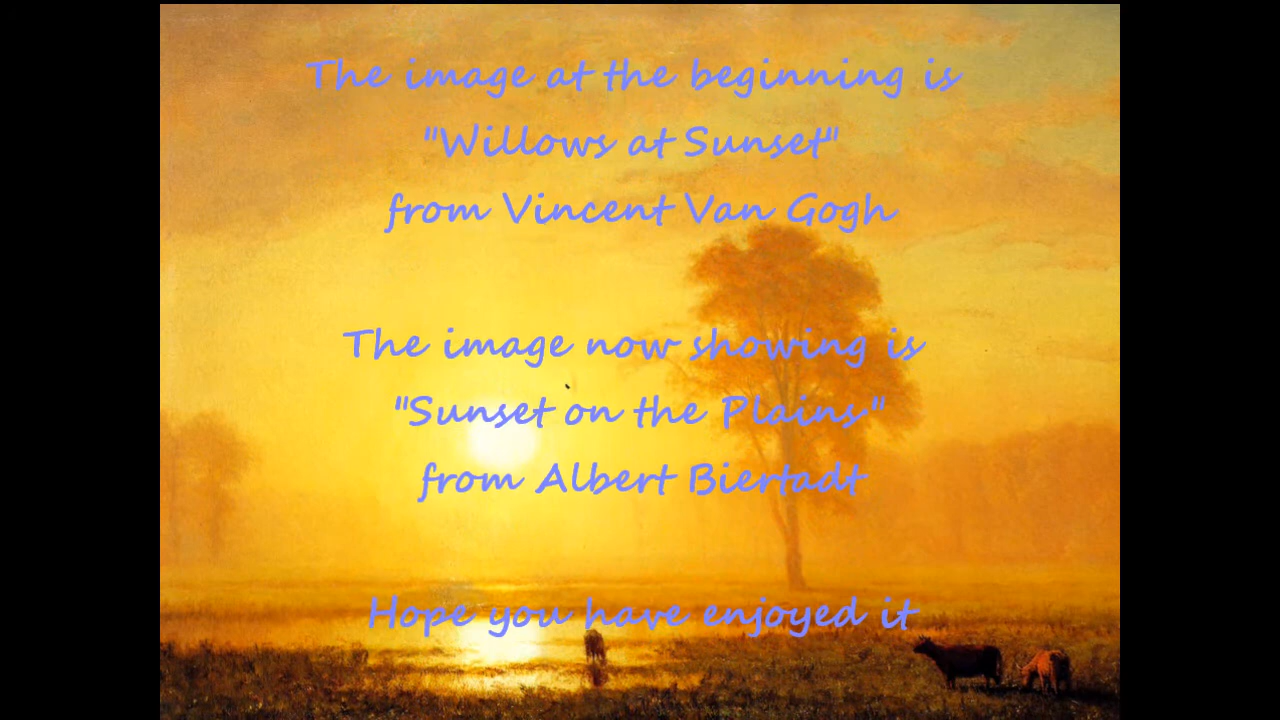 The image at the beginning is
"Willows at Sunset"
from Vincent Van Gogh
The image now showing is
"Sunset on the Plains"
from Albert Biertadt
Hope you have enjoyed it